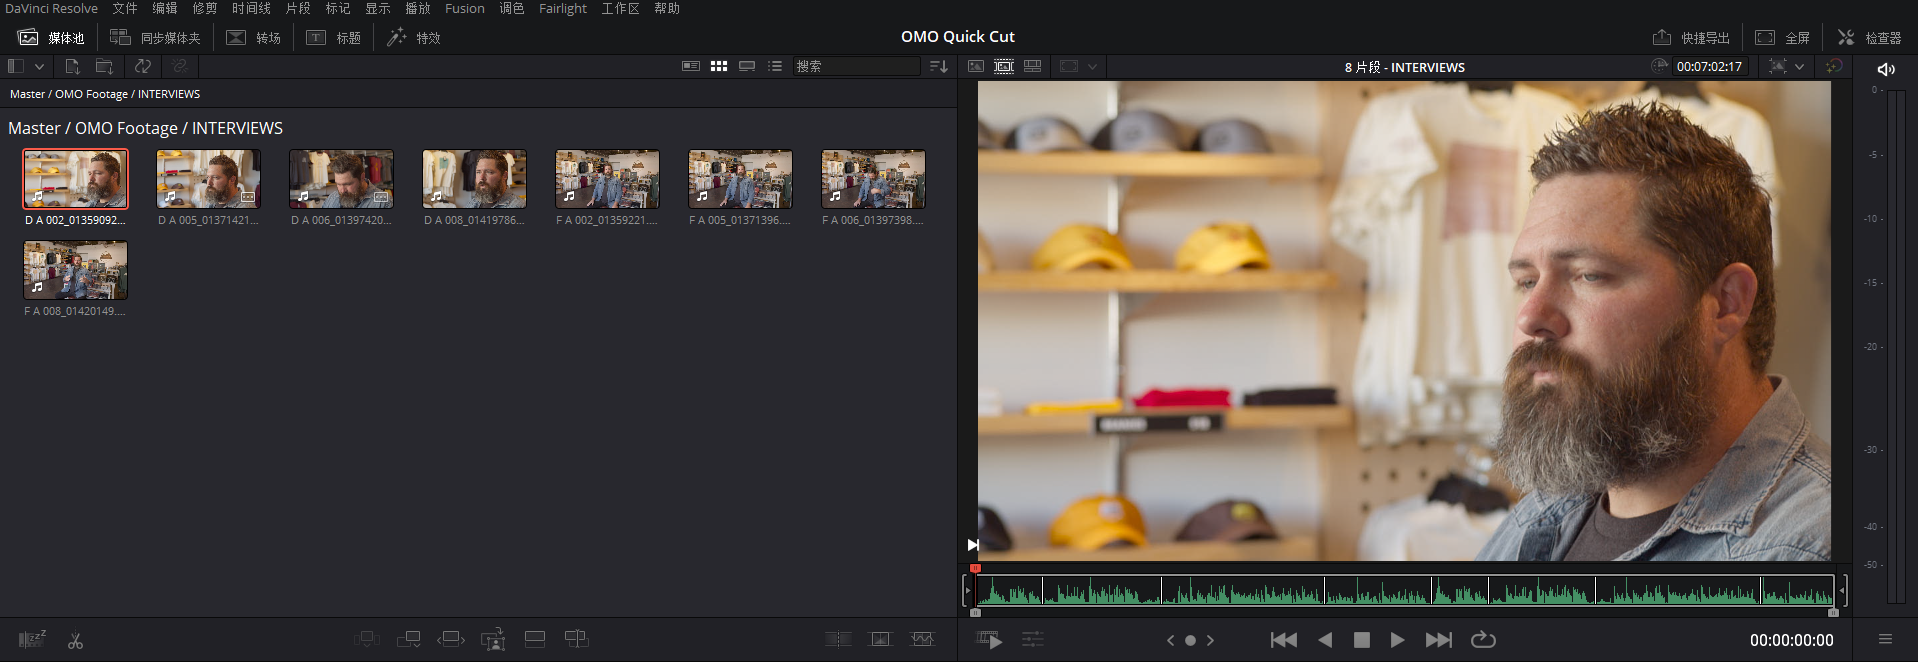 DaVinci Resolve 文件 编辑 修剪 时间线 片段 标记 显示 播放 Fusion 调色 Fairlight 工作区 帮助
媒体池 同步媒体夹 转场 标题 特效 OMO Quick Cut 快捷导出 全屏 检查器
搜索 8 片段 - INTERVIEWS 00:07:02:17
Master / OMO Footage / INTERVIEWS
Master / OMO Footage / INTERVIEWS
D A 002_01359092... D A 005_01371421... D A 006_01397420... D A 008_01419786... F A 002_01359221.... F A 005_01371396.... F A 006_01397398....
F A 008_01420149....
0
-5
-10
-15
-20
-30
-40
-50
00:00:00:00